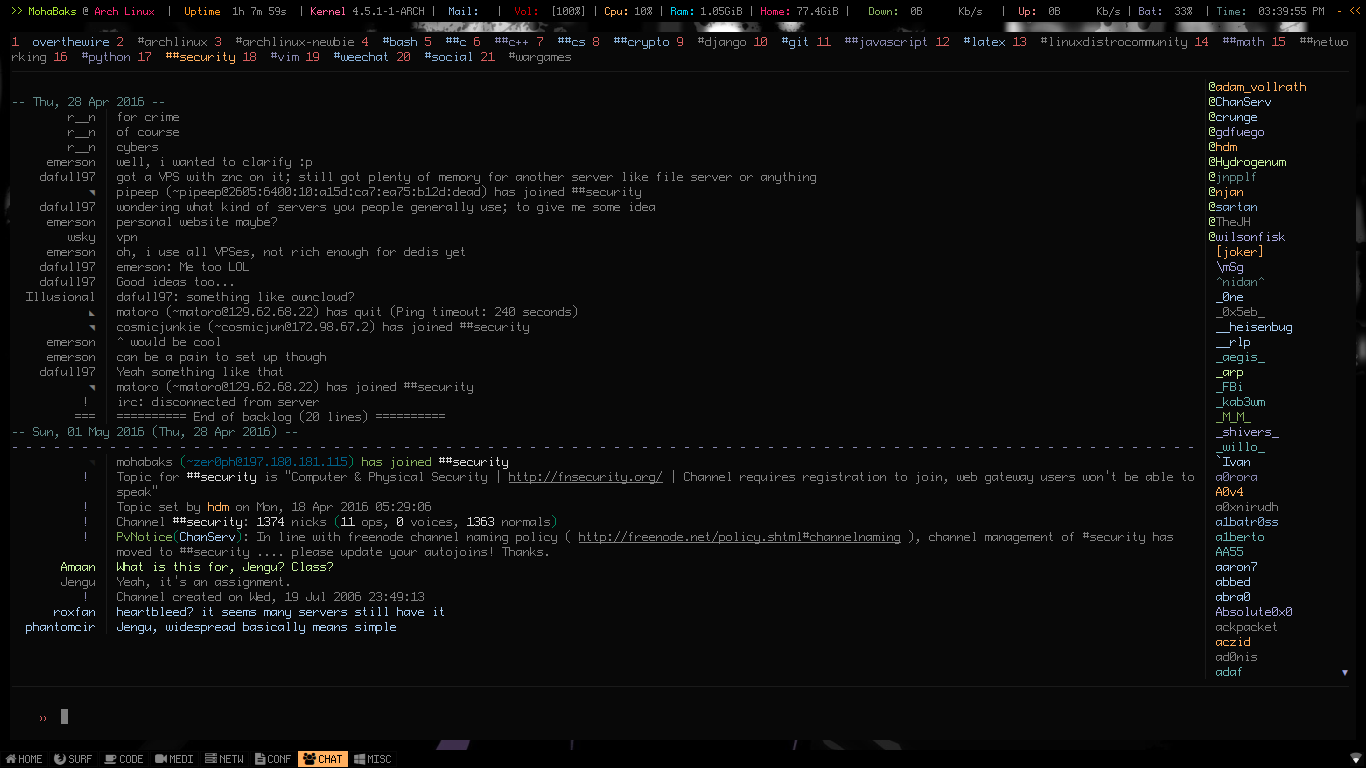 >> MohaBaks @ Arch Linux | Uptime 1h 7m 59s | Kernel 4.5.1-1-ARCH | Mail: | Vol: [100%] | Cpu: 10% | Ram: 1.05GiB | Home: 77.4GiB | Down: 0B Kb/s | Up: 0B Kb/s | Bat: 33% | Time: 03:39:55 PM - <<
1 overthewire 2 #archlinux 3 #archlinux-newbie 4 #bash 5 ##c 6 ##c++ 7 ##cs 8 ##crypto 9 #django 10 #git 11 ##javascript 12 #latex 13 #linuxdistrocommunity 14 ##math 15 ##netwo
rking 16 #python 17 ##security 18 #vim 19 #weechat 20 #social 21 #wargames
-- Thu, 28 Apr 2016 --
r__n | for crime
r__n | of course
r__n | cybers
emerson | well, i wanted to clarify :p
daful197 | got a VPS with znc on it; still got plenty of memory for another server like file server or anything
pipeep (~pipeep@2605:6400:10:a15d:ca7:ea75:b12d:dead) has joined ##security
daful197 | wondering what kind of servers you people generally use; to give me some idea
emerson | personal website maybe?
wsky | vpn
emerson | oh, i use all VPSes, not rich enough for dedis yet
daful197 | emerson: Me too LOL
daful197 | Good ideas too...
Illusional | daful197: something like owncloud?
matoro (~matoro@129.62.68.22) has quit (Ping timeout: 240 seconds)
cosmicjunkie (~cosmicjun@172.98.67.2) has joined ##security
emerson | ^ would be cool
emerson | can be a pain to set up though
daful197 | Yeah something like that
matoro (~matoro@129.62.68.22) has joined ##security
! | irc: disconnected from server
=== | ========== End of backlog (20 lines) ==========
-- Sun, 01 May 2016 (Thu, 28 Apr 2016) --
mohabaks (~zer0ph@197.180.181.115) has joined ##security
! | Topic for ##security is "Computer & Physical Security | http://fnsecurity.org/ | Channel requires registration to join, web gateway users won't be able to
speak"
! | Topic set by hdm on Mon, 18 Apr 2016 05:29:06
! | Channel ##security: 1374 nicks (11 ops, 0 voices, 1363 normals)
! | PvNotice(ChanServ): In line with freenode channel naming policy ( http://freenode.net/policy.shtml#channelnaming ), channel management of #security has
moved to ##security .... please update your autojoins! Thanks.
Amaan | What is this for, Jengu? Class?
Jengu | Yeah, it's an assignment.
! | Channel created on Wed, 19 Jul 2006 23:49:13
roxfan | heartbleed? it seems many servers still have it
phantomcir | Jengu, widespread basically means simple
@adam_vollrath
@ChanServ
@crunge
@gdfuego
@hdm
@Hydrogenum
@jnpplf
@njan
@sartan
@TheJH
@wilsonfisk
[joker]
\mSg
^nidan^
_0ne
_0x5eb_
__heisenbug
__rlp
_aegis_
_arp
_FBi
_kab3wm
_M_M_
_shivers_
_willo_
`Ivan
a0rora
A0v4
a0xnirudh
a1batr0ss
a1berto
AA55
aaron7
abbed
abra0
Absolute0x0
ackpacket
aczid
ad0nis
adaf
››
HOME SURF CODE MEDI NETW CONF CHAT MISC